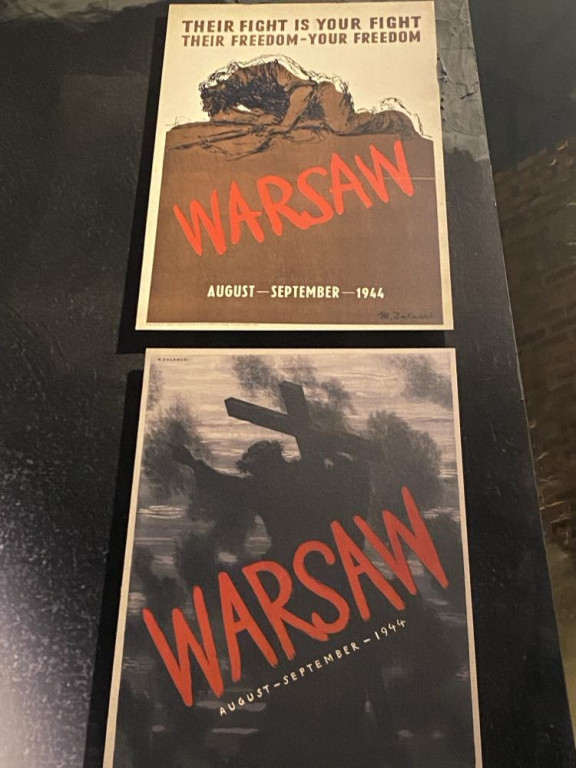 THEIR FIGHT IS YOUR FIGHT
THEIR FREEDOM-YOUR FREEDOM
WARSAW
AUGUST—SEPTEMBER—1944
WARSAW
AUGUST—SEPTEMBER—1944